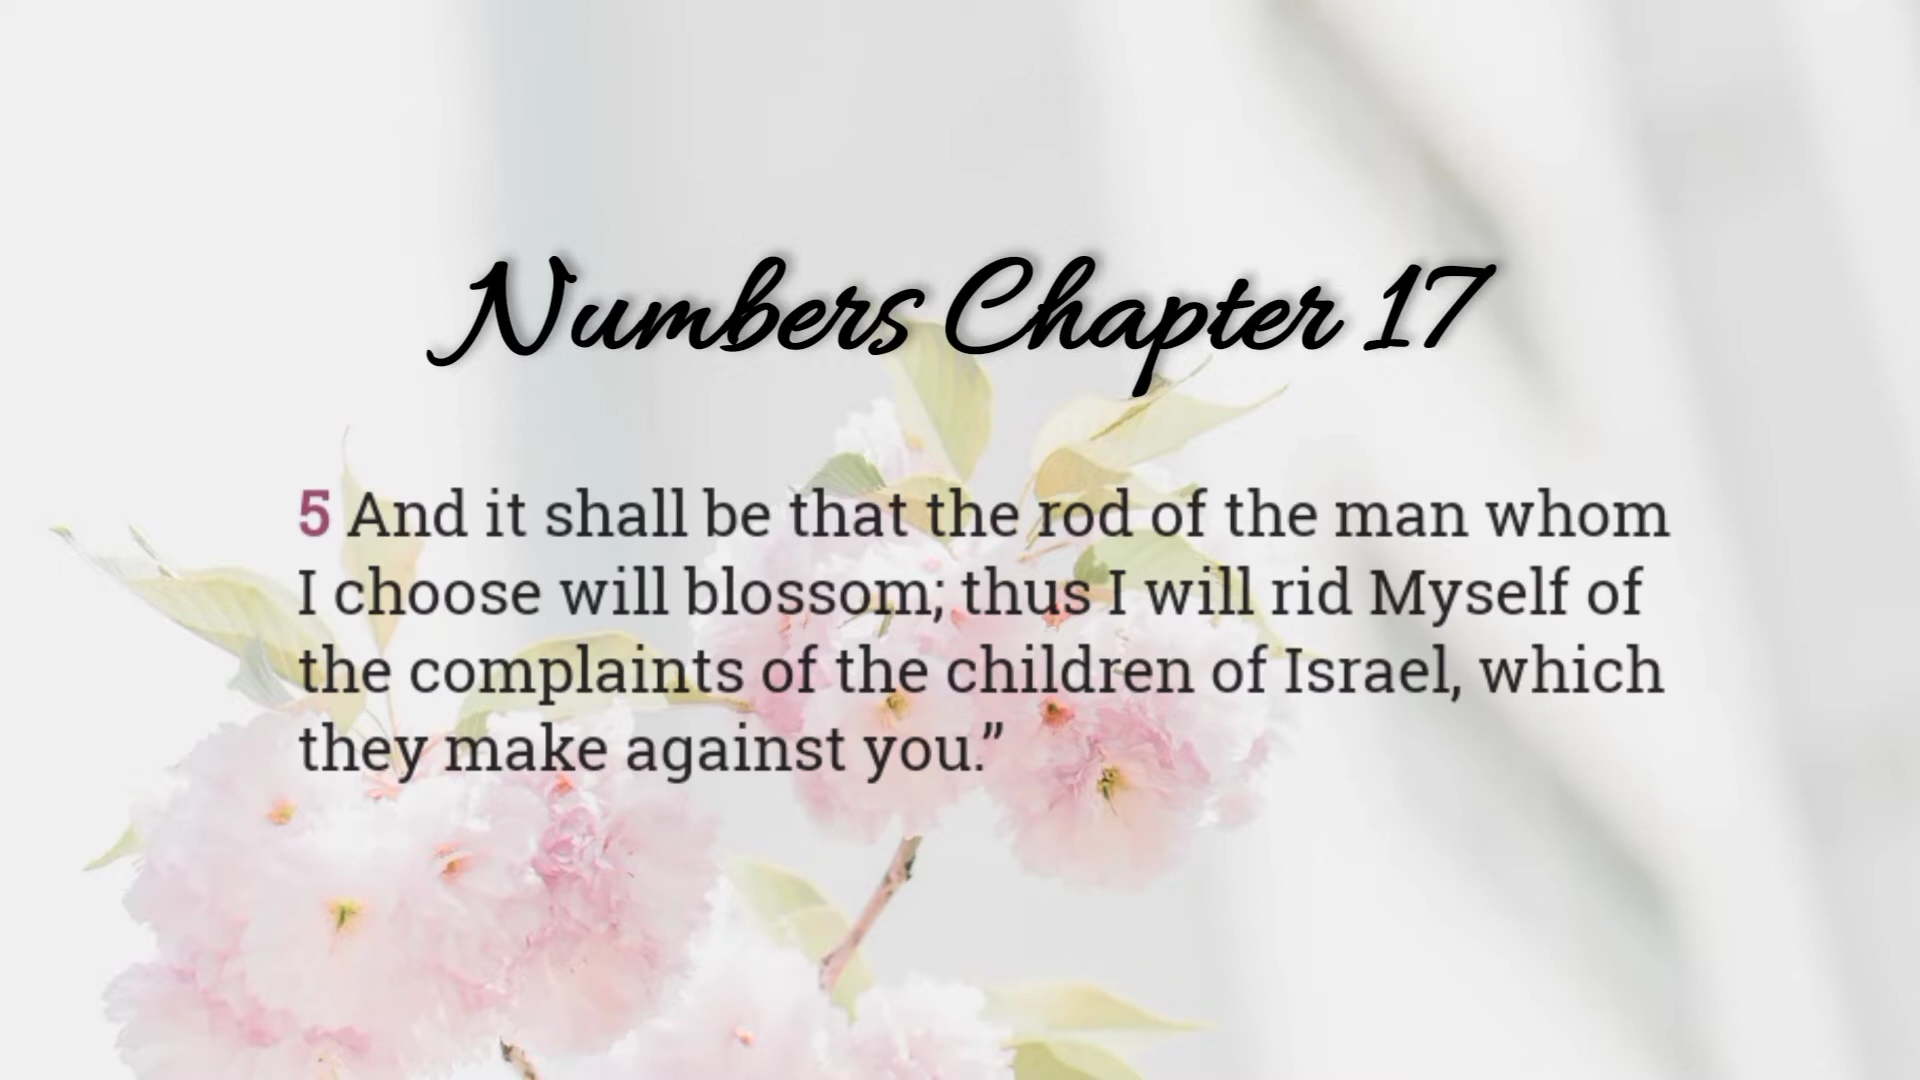 Numbers Chapter 17
5 And it shall be that the rod of the man whom
I choose will blossom; thus I will rid Myself of
the complaints of the children of Israel, which
they make against you.”